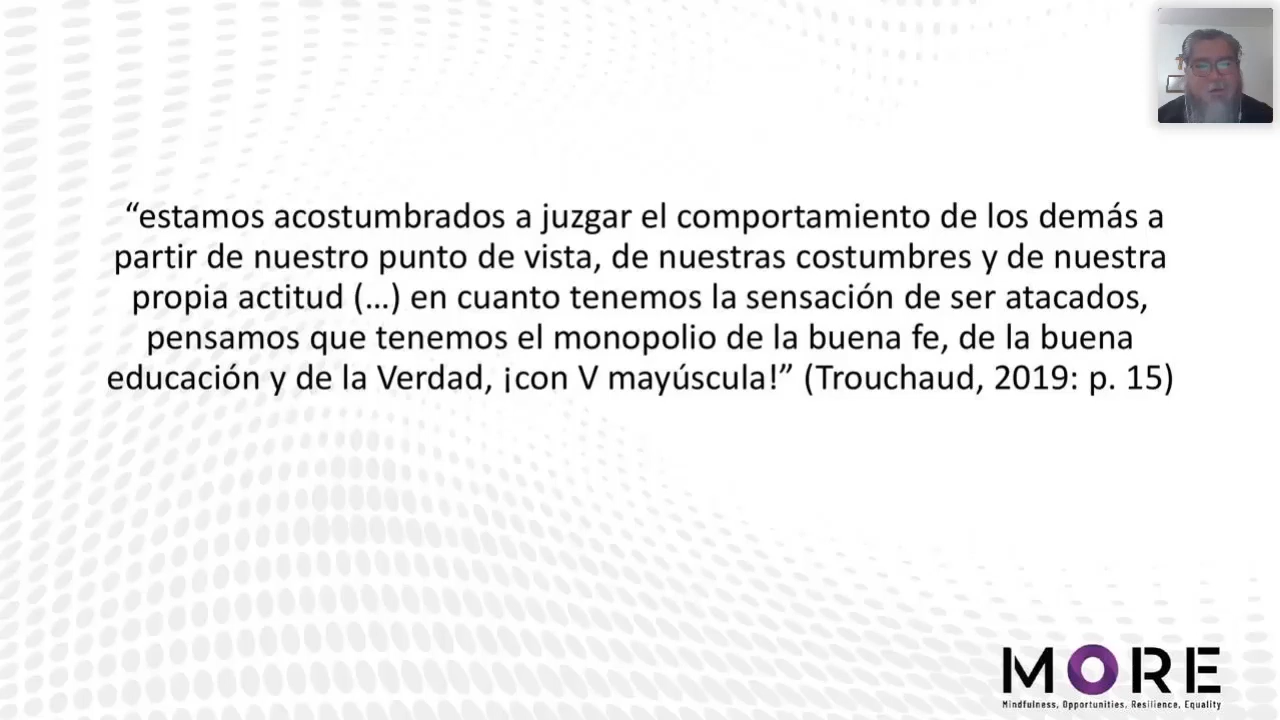 “estamos acostumbrados a juzgar el comportamiento de los demás a
partir de nuestro punto de vista, de nuestras costumbres y de nuestra
propia actitud (...) en cuanto tenemos la sensación de ser atacados,
pensamos que tenemos el monopolio de la buena fe, de la buena
educación y de la Verdad, ¡con V mayúscula!” (Trouchaud, 2019: p. 15)
MORE
Mindfulness, Opportunities, Resilience, Equality